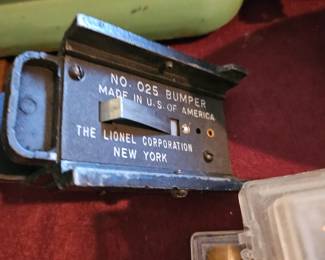 NO. 025 BUMPER
MADE IN U.S. OF AMERICA
THE LIONEL CORPORATION
NEW YORK